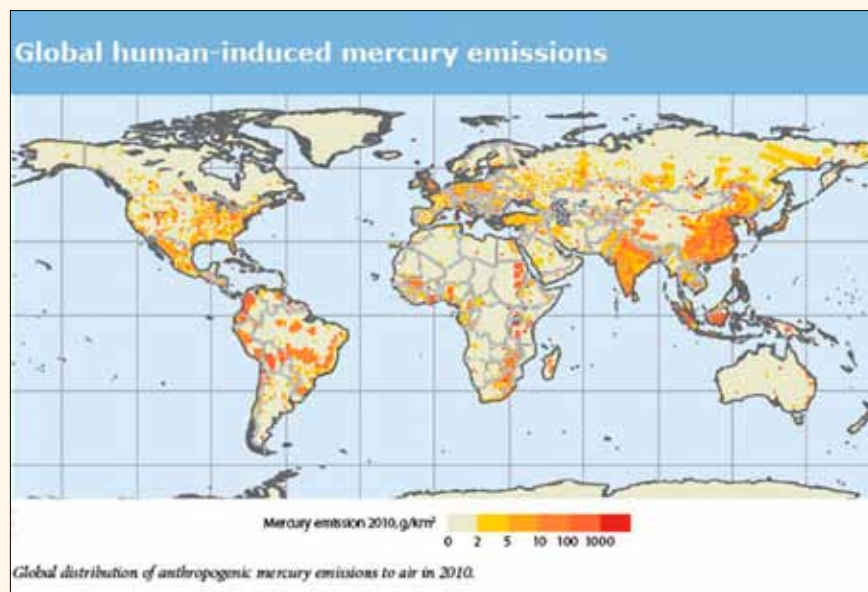 Global human-induced mercury emissions
Mercury emission 2010, g/km²
0 2 5 10 100 1000
Global distribution of anthropogenic mercury emissions to air in 2010.